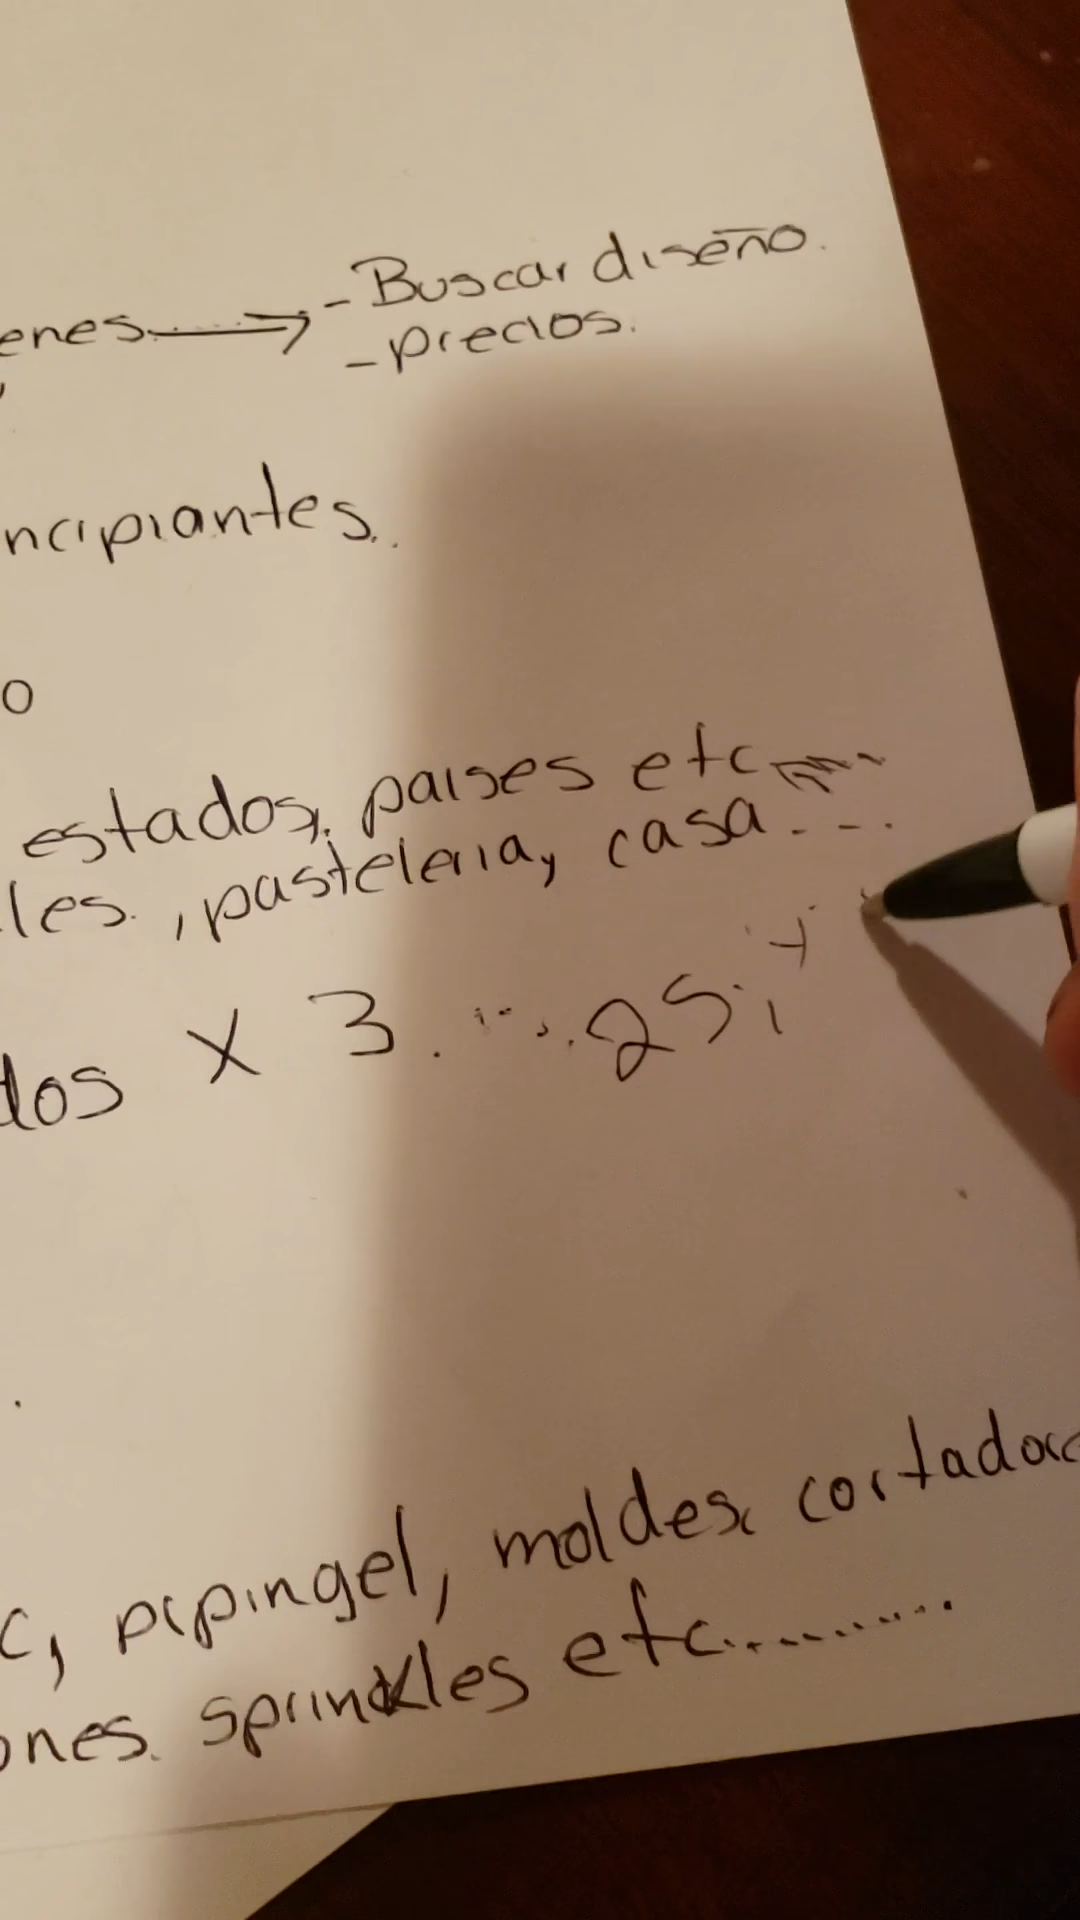 enes → - Buscar diseño.
- precios.
ncipiantes.
o
estados, paises etc
les., pasteleria, casa...
dos X 3. ... 25,
c, pipingel, moldes, cortado
ones. sprinkles etc..........